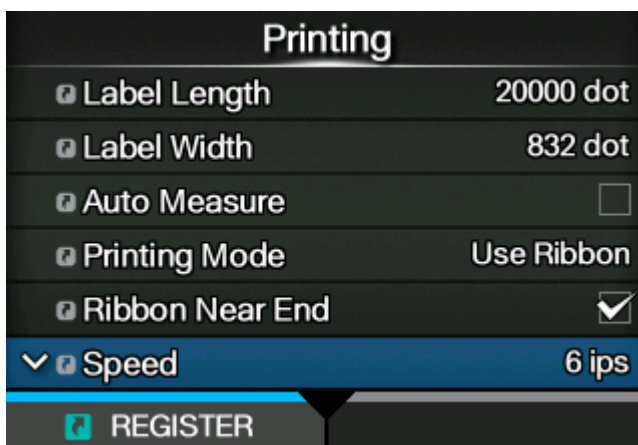 Printing
Label Length 20000 dot
Label Width 832 dot
Auto Measure
Printing Mode Use Ribbon
Ribbon Near End
Speed 6 ips
REGISTER